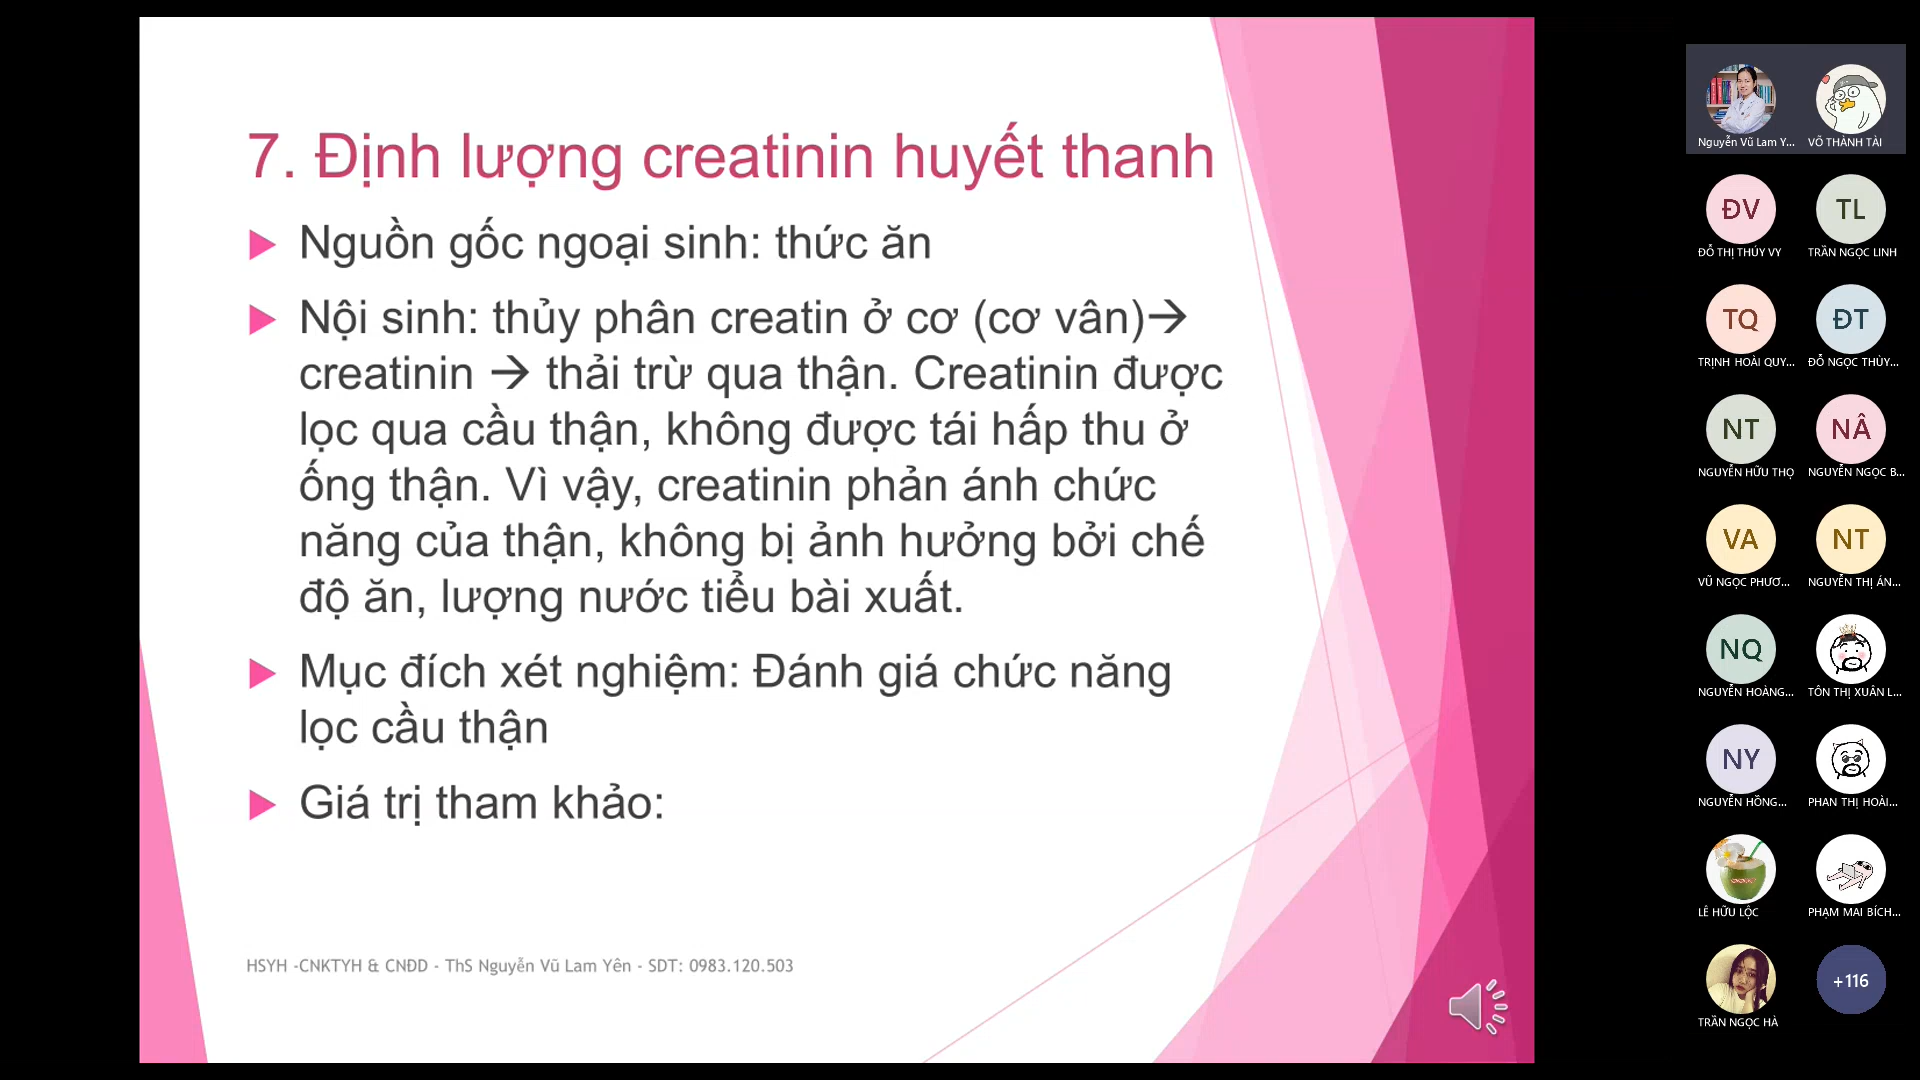 7. Định lượng creatinin huyết thanh
Nguồn gốc ngoại sinh: thức ăn
Nội sinh: thủy phân creatin ở cơ (cơ vân)→
creatinin → thải trừ qua thận. Creatinin được
lọc qua cầu thận, không được tái hấp thu ở
ống thận. Vì vậy, creatinin phản ánh chức
năng của thận, không bị ảnh hưởng bởi chế
độ ăn, lượng nước tiểu bài xuất.
Mục đích xét nghiệm: Đánh giá chức năng
lọc cầu thận
Giá trị tham khảo:
HSYH -CNKTYH & CNĐD - ThS Nguyễn Vũ Lam Yên - SDT: 0983.120.503
Nguyễn Vũ Lam Y...
VÕ THÀNH TÀI
ĐV
TL
ĐỖ THỊ THÚY VY
TRẦN NGỌC LINH
TQ
ĐT
TRỊNH HOÀI QUY...
ĐỖ NGỌC THÙY...
NT
NÂ
NGUYỄN HỮU THỌ
NGUYỄN NGỌC B...
VA
NT
VŨ NGỌC PHƯƠ...
NGUYỄN THỊ ÁN...
NQ
NGUYỄN HOÀNG...
TÔN THỊ XUÂN L...
NY
NGUYỄN HỒNG...
PHAN THỊ HOÀI...
LÊ HỮU LỘC
PHẠM MAI BÍCH...
+116
TRẦN NGỌC HÀ